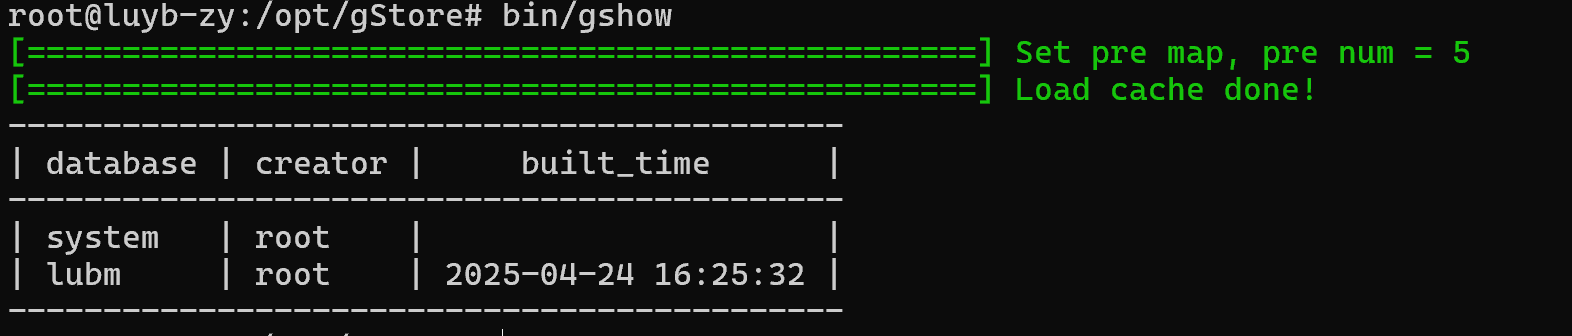 root@luyb-zy:/opt/gStore# bin/gshow
[==================================================] Set pre map, pre num = 5
[==================================================] Load cache done!
--------------------------------------------
| database | creator |     built_time      |
--------------------------------------------
| system   | root    |                     |
| lubm     | root    | 2025-04-24 16:25:32 |
--------------------------------------------